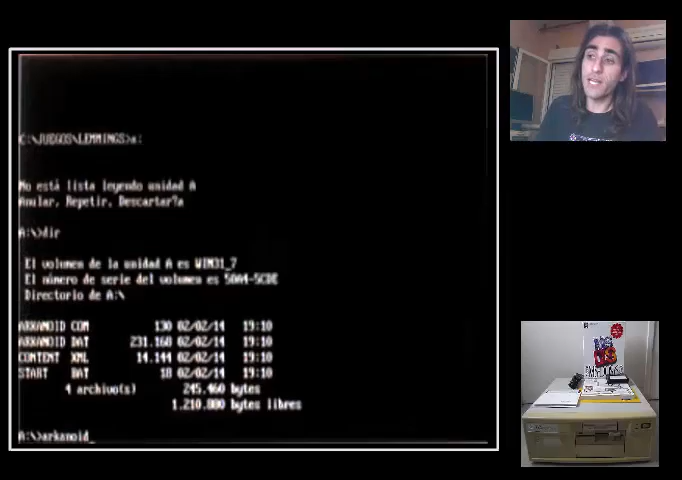 C:\JUEGOS\LEMMINGS>a:
No está lista leyendo unidad A
Anular, Repetir, Descartar?a
A:\>dir
El volumen de la unidad A es WIN31_7
El número de serie del volumen es 50A4-5CDE
Directorio de A:\
ARKANOID COM 130 02/02/14 19:10
ARKANOID DAT 231.168 02/02/14 19:10
CONTENT XML 14.144 02/02/14 19:10
START BAT 18 02/02/14 19:10
4 archivo(s) 245.460 bytes
1.210.880 bytes libres
A:\>arkanoid_